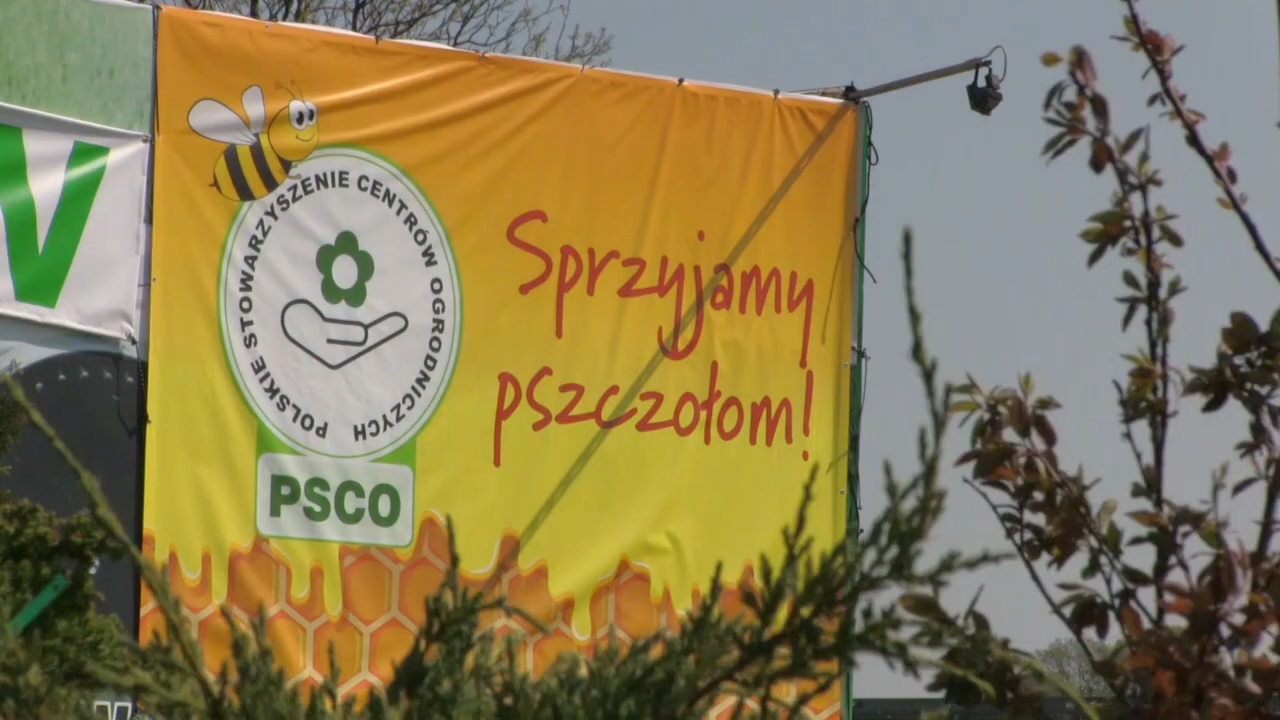 V
POLSKIE STOWARZYSZENIE CENTRÓW OGRODNICZYCH
PSCO
Sprzyjamy
pszczołom!